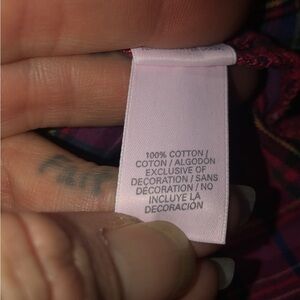 100% COTTON /
COTON / ALGODÓN
EXCLUSIVE OF
DECORATION / SANS
DECORATION / NO
INCLUYE LA
DECORACIÓN